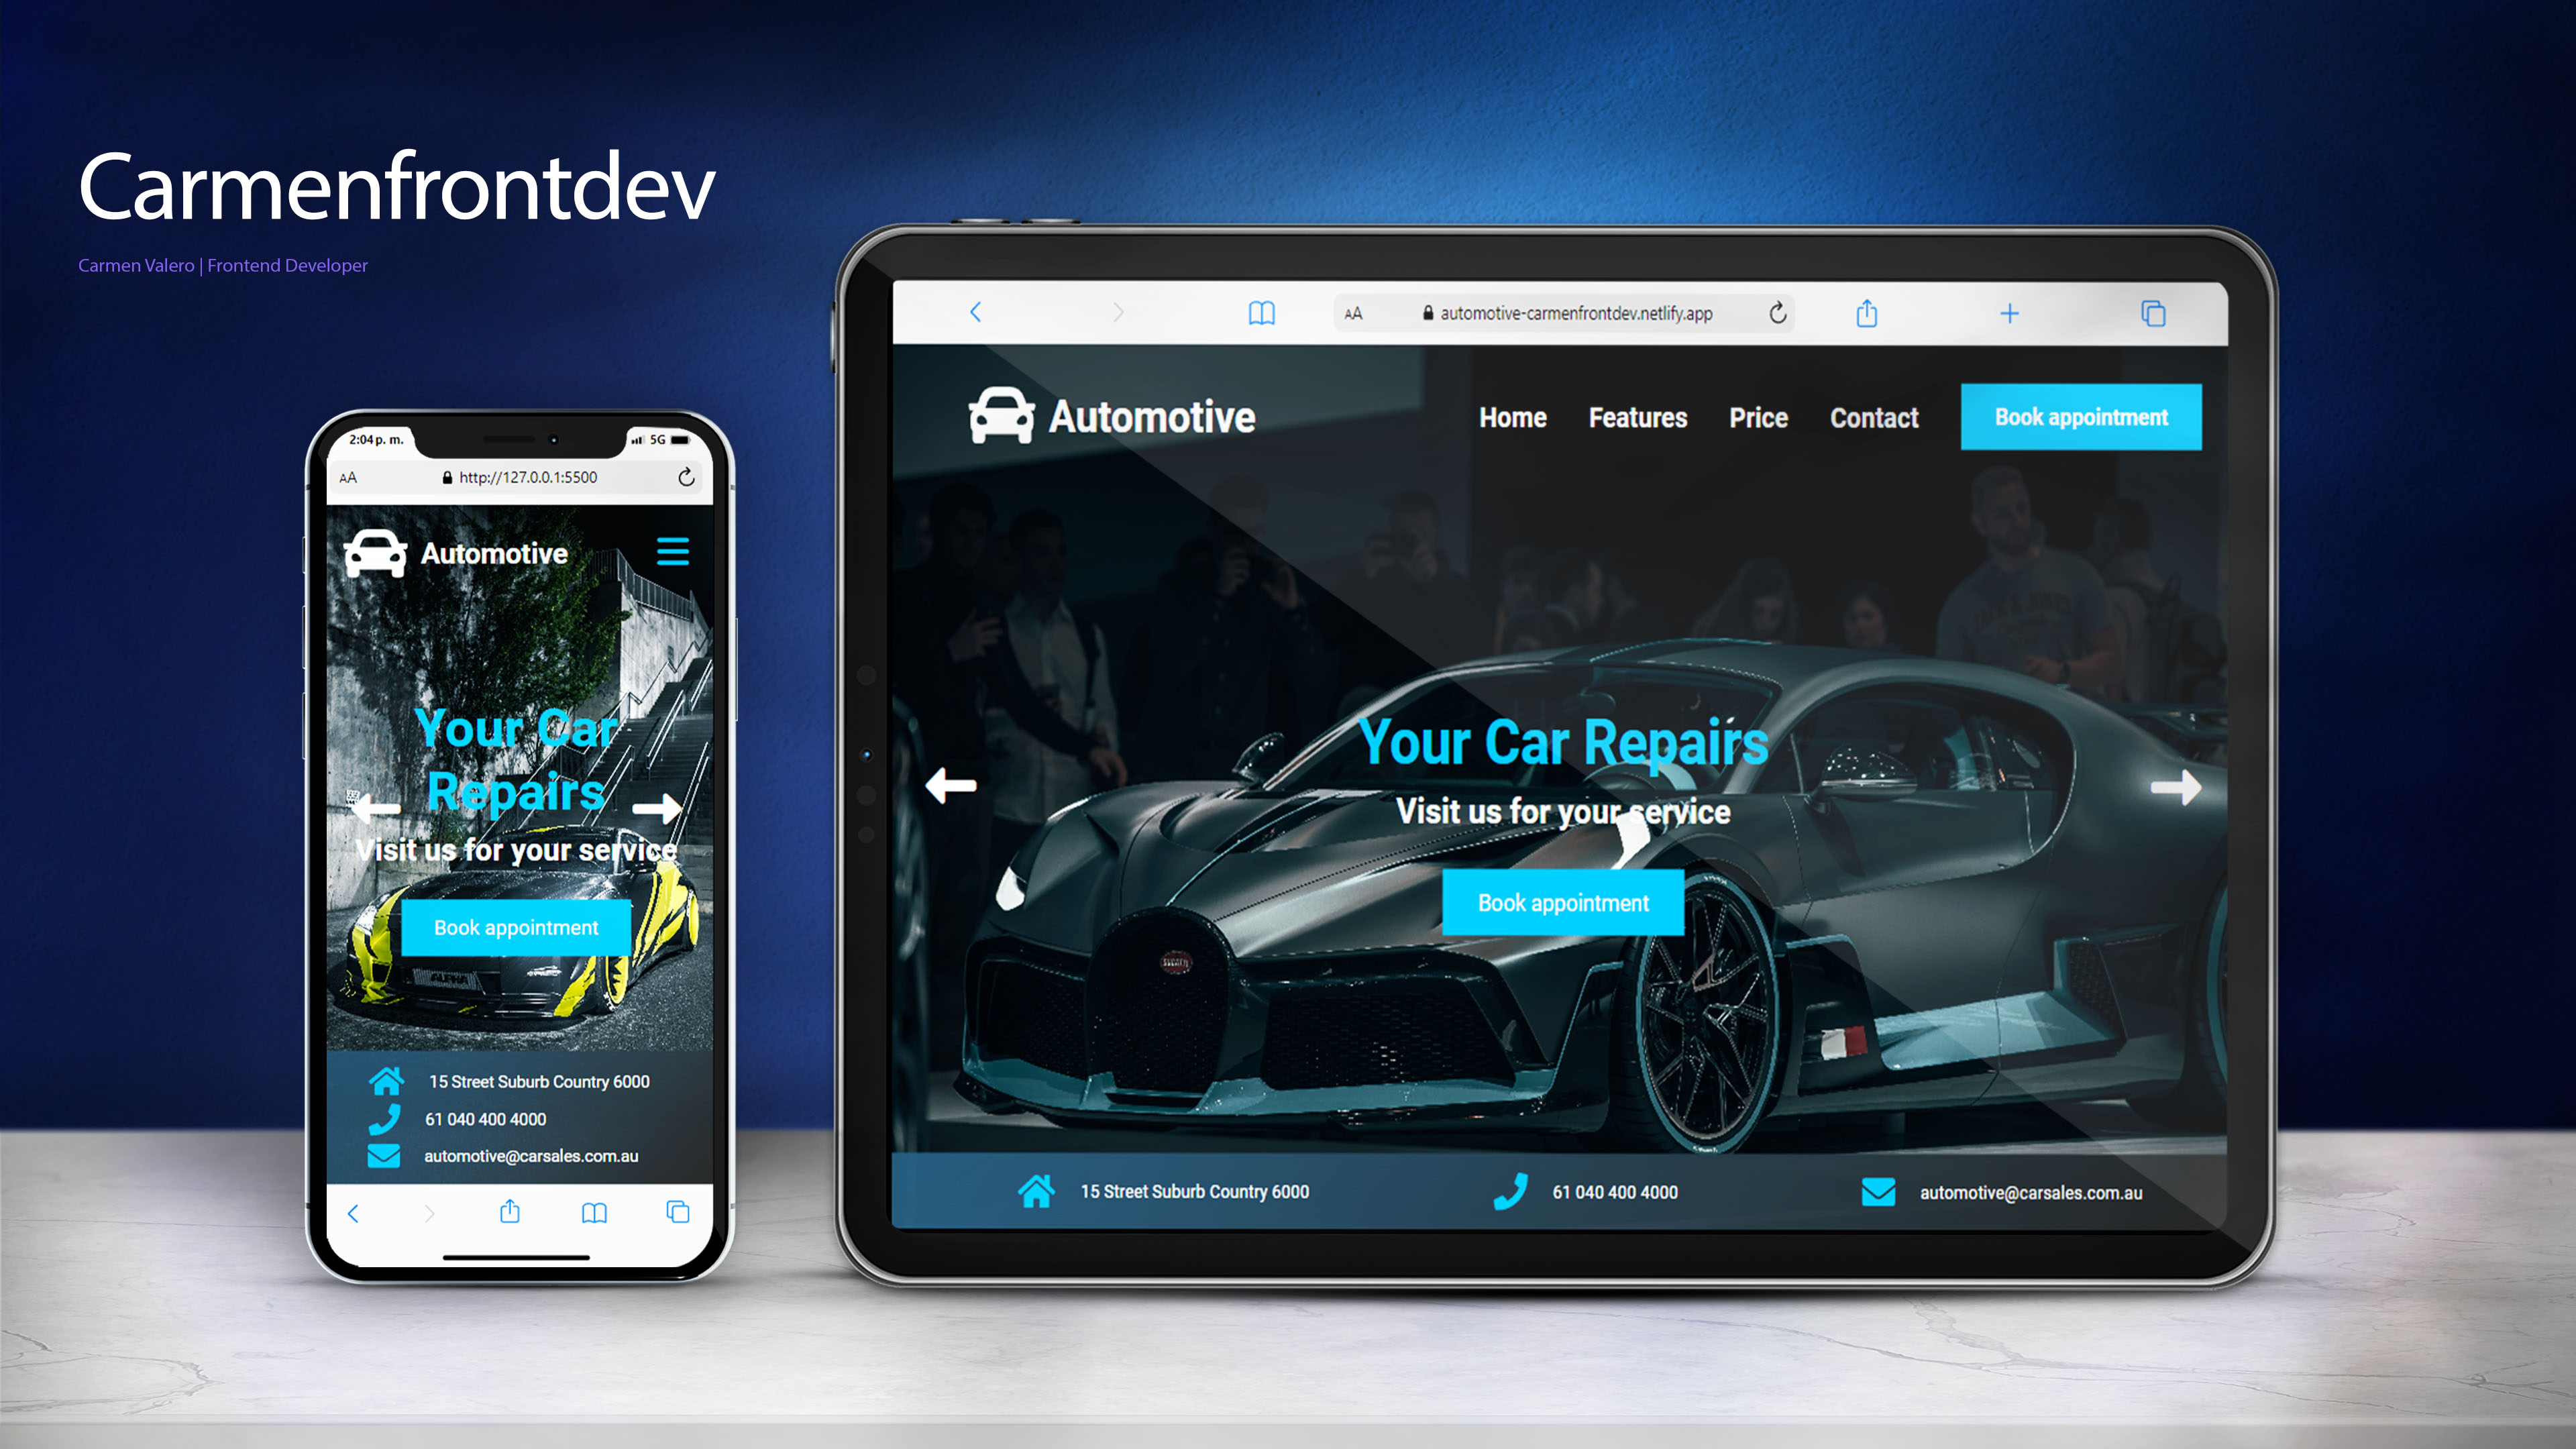 Carmenfrontdev
Carmen Valero | Frontend Developer
2:04 p. m.
5G
AA
http://127.0.0.1:5500
Automotive
Your Car
Repairs
Visit us for your service
Book appointment
15 Street Suburb Country 6000
61 040 400 4000
automotive@carsales.com.au
AA
automotive-carmenfrontdev.netlify.app
Automotive
Home Features Price Contact Book appointment
Your Car Repairs
Visit us for your service
Book appointment
BUGATTI
15 Street Suburb Country 6000 61 040 400 4000 automotive@carsales.com.au